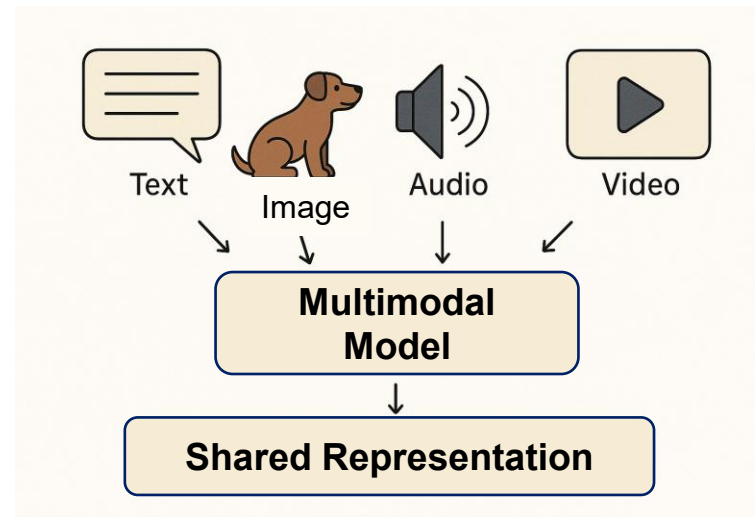 Text
Image
Audio
Video
Multimodal
Model
Shared Representation